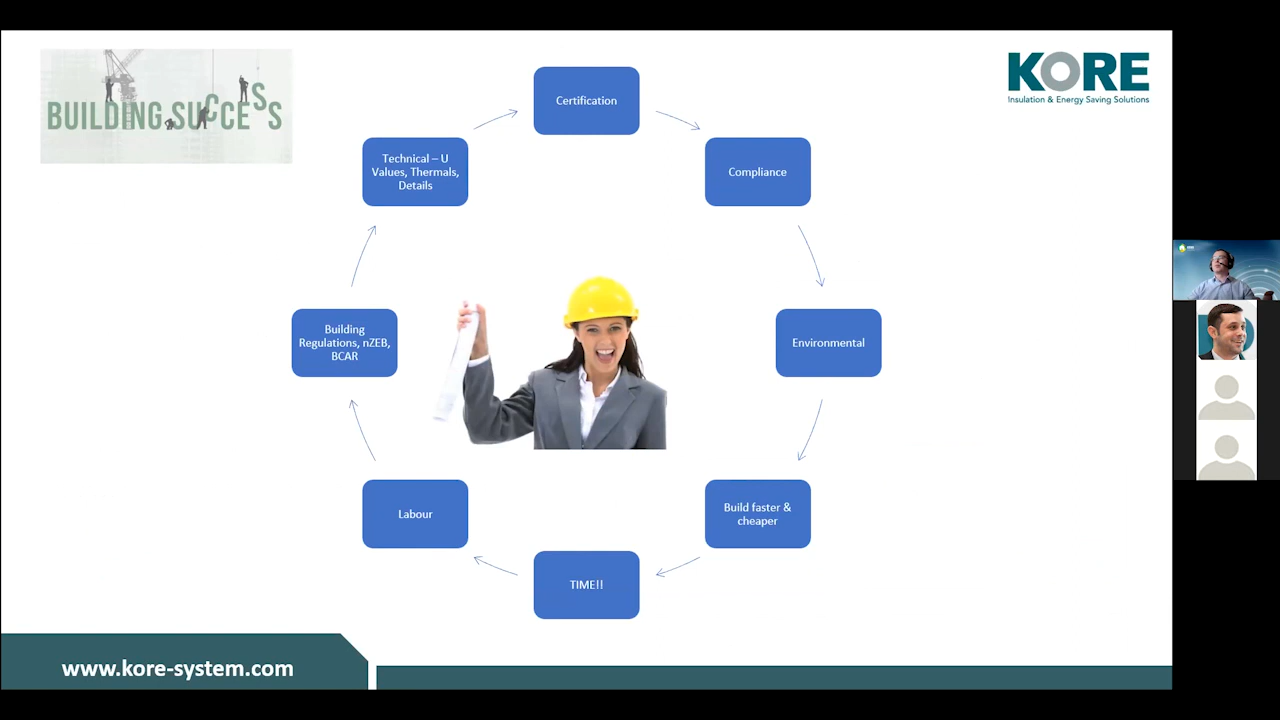 BUILDING SUCCESS
KORE
Insulation & Energy Saving Solutions
Certification
Technical – U
Values, Thermals,
Details
Compliance
Building
Regulations, nZEB,
BCAR
Environmental
Labour
Build faster &
cheaper
TIME!!
www.kore-system.com